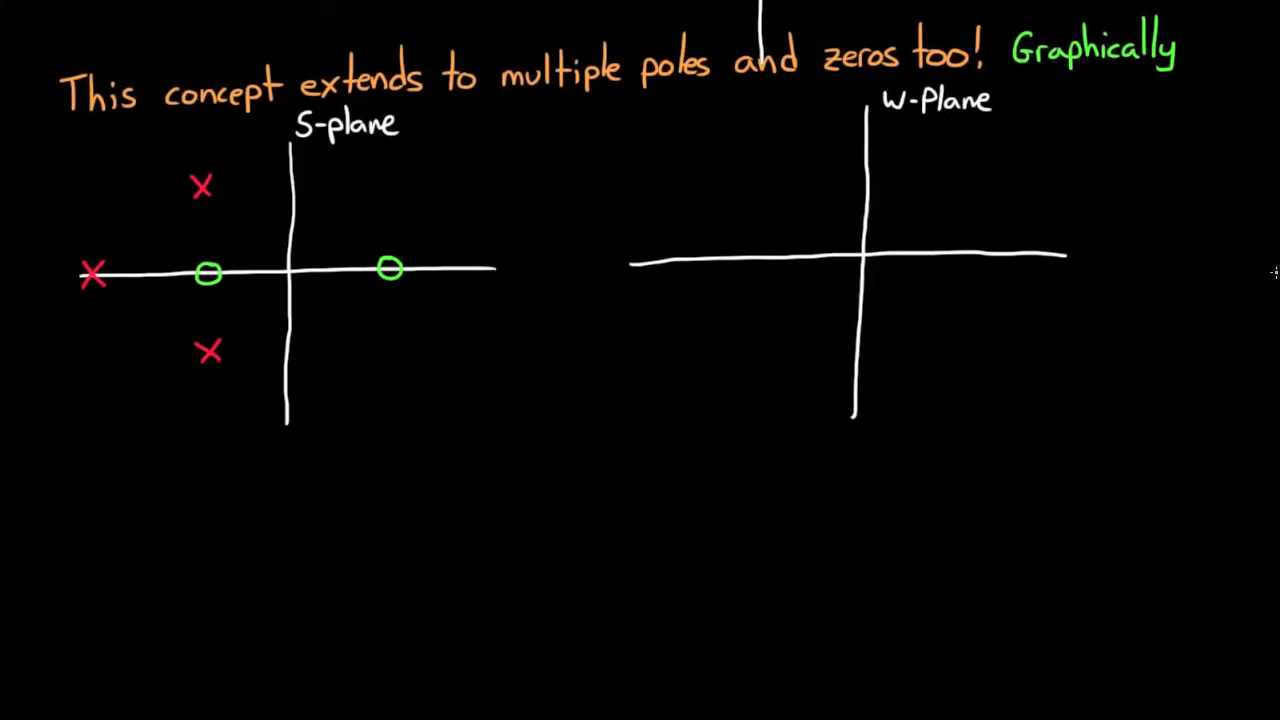 This concept extends to multiple poles and zeros too! Graphically
S-plane
W-Plane